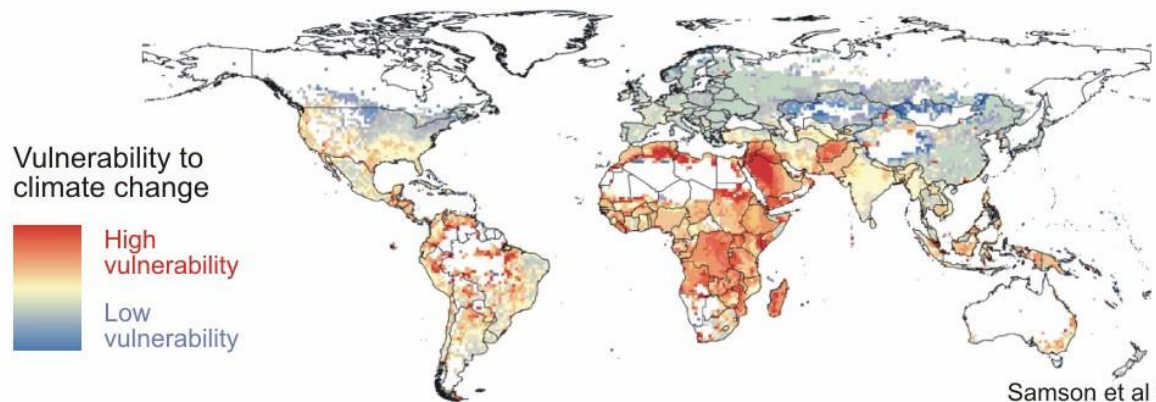 Vulnerability to
climate change
High
vulnerability
Low
vulnerability
Samson et al